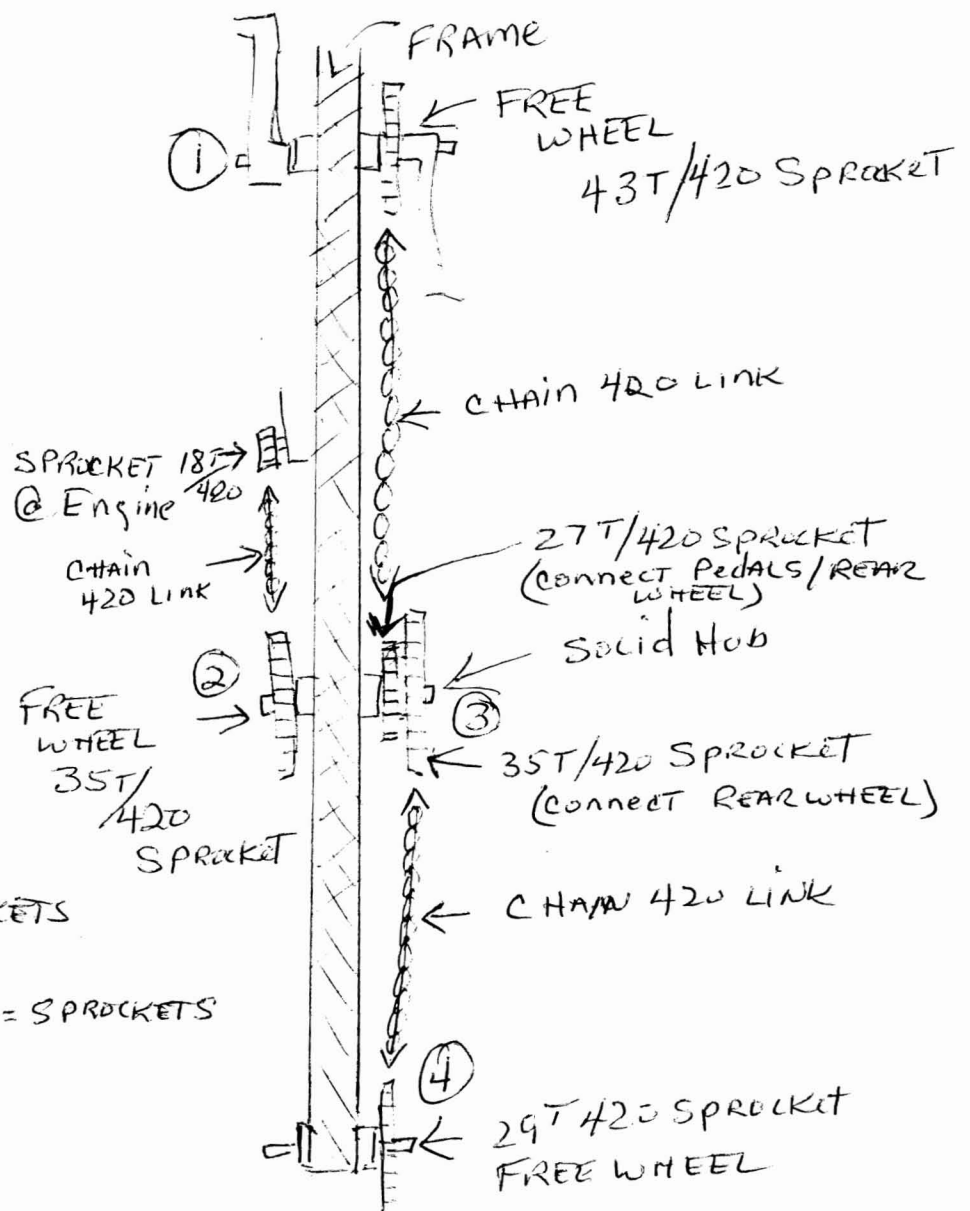 FRAME
FREE
WHEEL
43T/420 SPROCKET
①
CHAIN 420 LINK
SPROCKET 18T/420
@ Engine
CHAIN
420 LINK
27T/420 SPROCKET
(CONNECT PEDALS/REAR
WHEEL)
SOLID HUB
②
③
FREE
WHEEL
35T/
420
SPROCKET
35T/420 SPROCKET
(CONNECT REAR WHEEL)
CHAIN 420 LINK
= SPROCKETS
④
29T 420 SPROCKET
FREE WHEEL